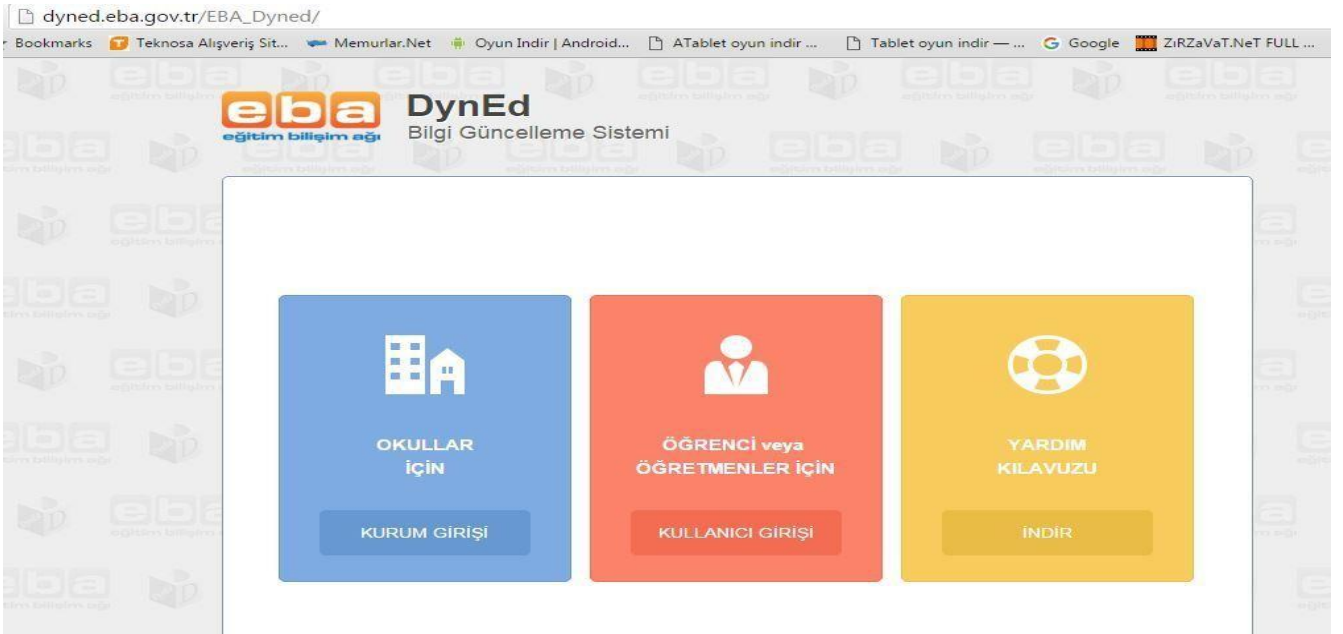 dyned.eba.gov.tr/EBA_Dyned/
Bookmarks Teknosa Alışveriş Sit... Memurlar.Net Oyun Indir | Android... ATablet oyun indir ... Tablet oyun indir — ... Google ZiRZaVaT.NeT FULL ...
eba
eğitim bilişim ağı
DynEd
Bilgi Güncelleme Sistemi
OKULLAR
İÇİN
KURUM GİRİŞİ
ÖĞRENCİ veya
ÖĞRETMENLER İÇİN
KULLANICI GİRİŞİ
YARDIM
KILAVUZU
İNDİR